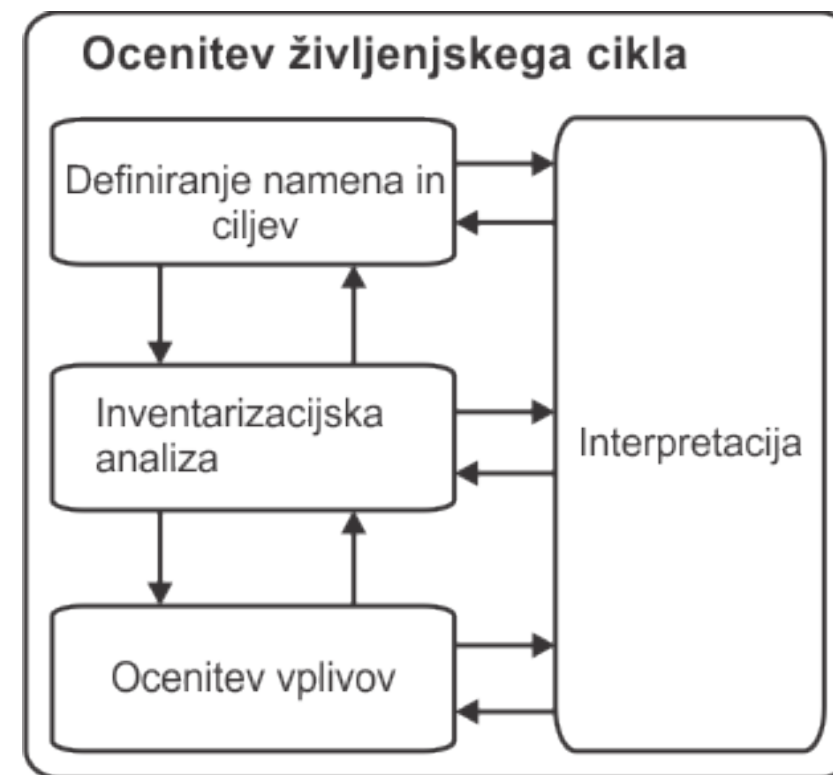 Ocenitev življenjskega cikla
Definiranje namena in
ciljev
Inventarizacijska
analiza
Interpretacija
Ocenitev vplivov